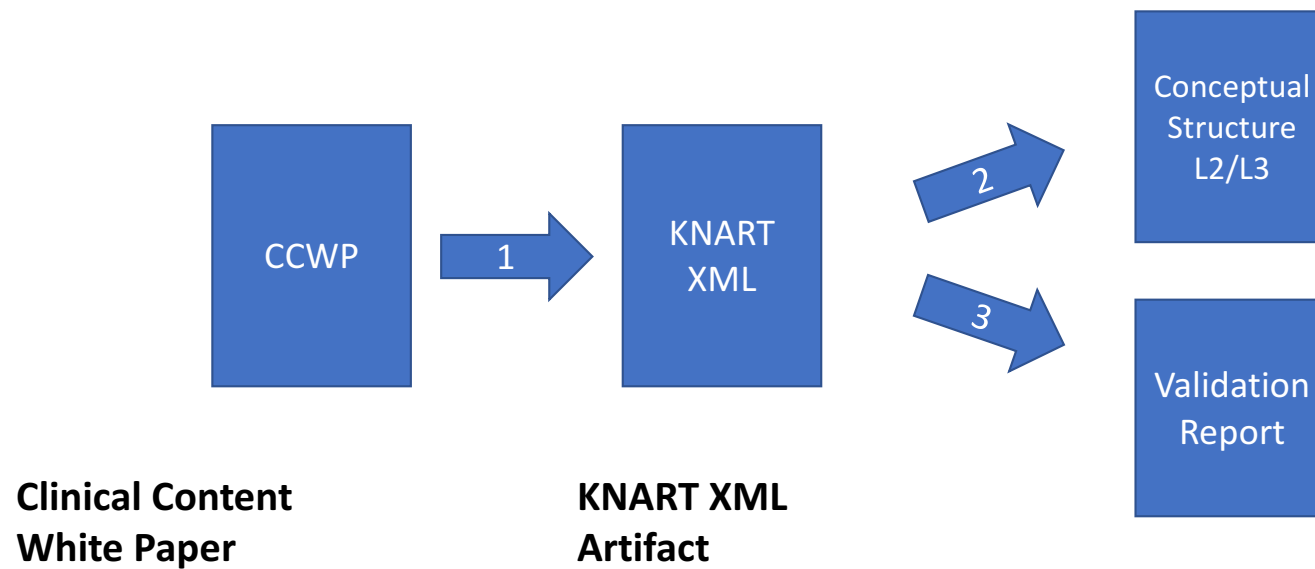 CCWP
1
KNART
XML
2
3
Conceptual
Structure
L2/L3
Validation
Report
Clinical Content
White Paper
KNART XML
Artifact